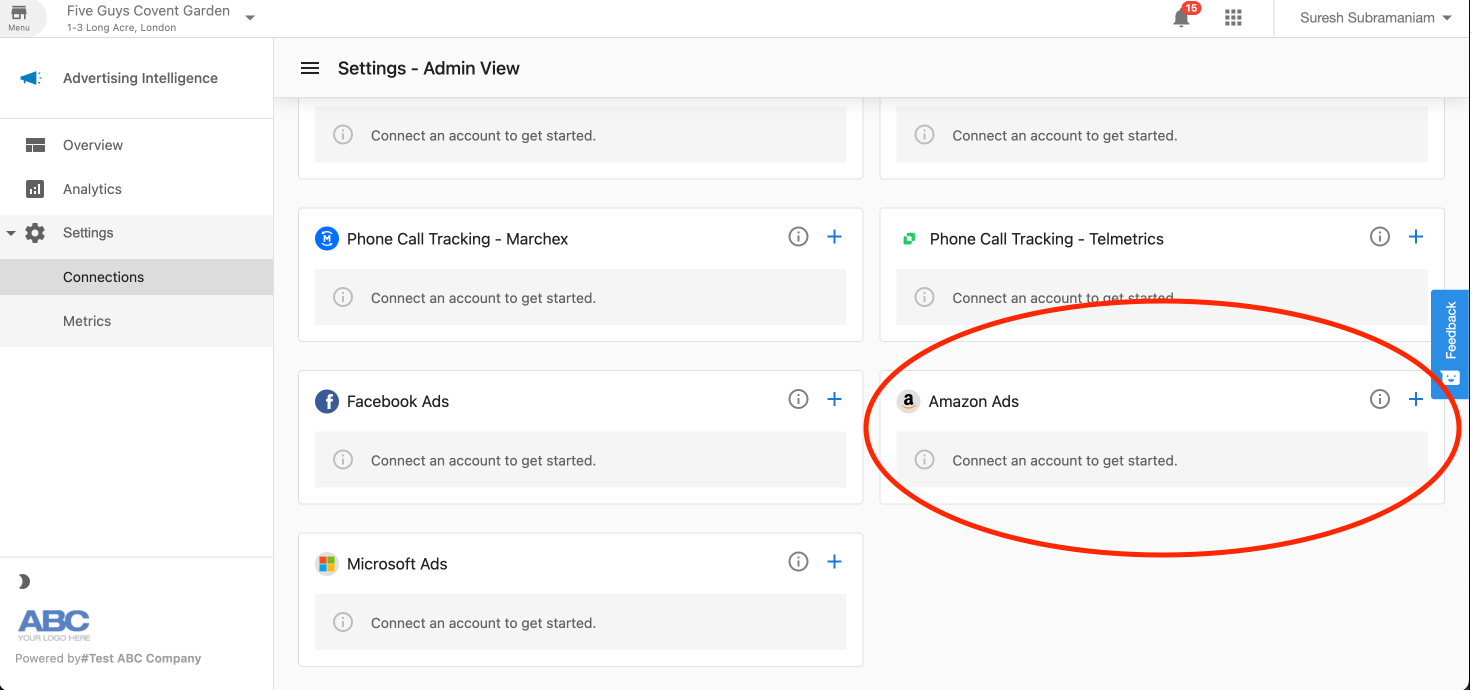 Menu
Five Guys Covent Garden
1-3 Long Acre, London
15
Suresh Subramaniam
Advertising Intelligence
Overview
Analytics
Settings
Connections
Metrics
ABC
YOUR LOGO HERE
Powered by#Test ABC Company
Settings - Admin View
Connect an account to get started.
Connect an account to get started.
Phone Call Tracking - Marchex
Connect an account to get started.
Phone Call Tracking - Telmetrics
Connect an account to get started.
Facebook Ads
Connect an account to get started.
Amazon Ads
Connect an account to get started.
Microsoft Ads
Connect an account to get started.
Feedback